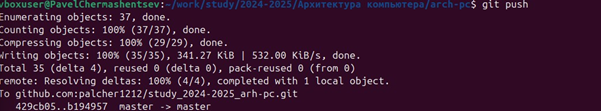 vboxuser@PavelChermashentsev:~/work/study/2024-2025/Архитектура компьютера/arch-pc$ git push
Enumerating objects: 37, done.
Counting objects: 100% (37/37), done.
Compressing objects: 100% (29/29), done.
Writing objects: 100% (35/35), 341.27 KiB | 532.00 KiB/s, done.
Total 35 (delta 4), reused 0 (delta 0), pack-reused 0 (from 0)
remote: Resolving deltas: 100% (4/4), completed with 1 local object.
To github.com:palcher1212/study_2024-2025_arh-pc.git
429cb05..b194957  master -> master